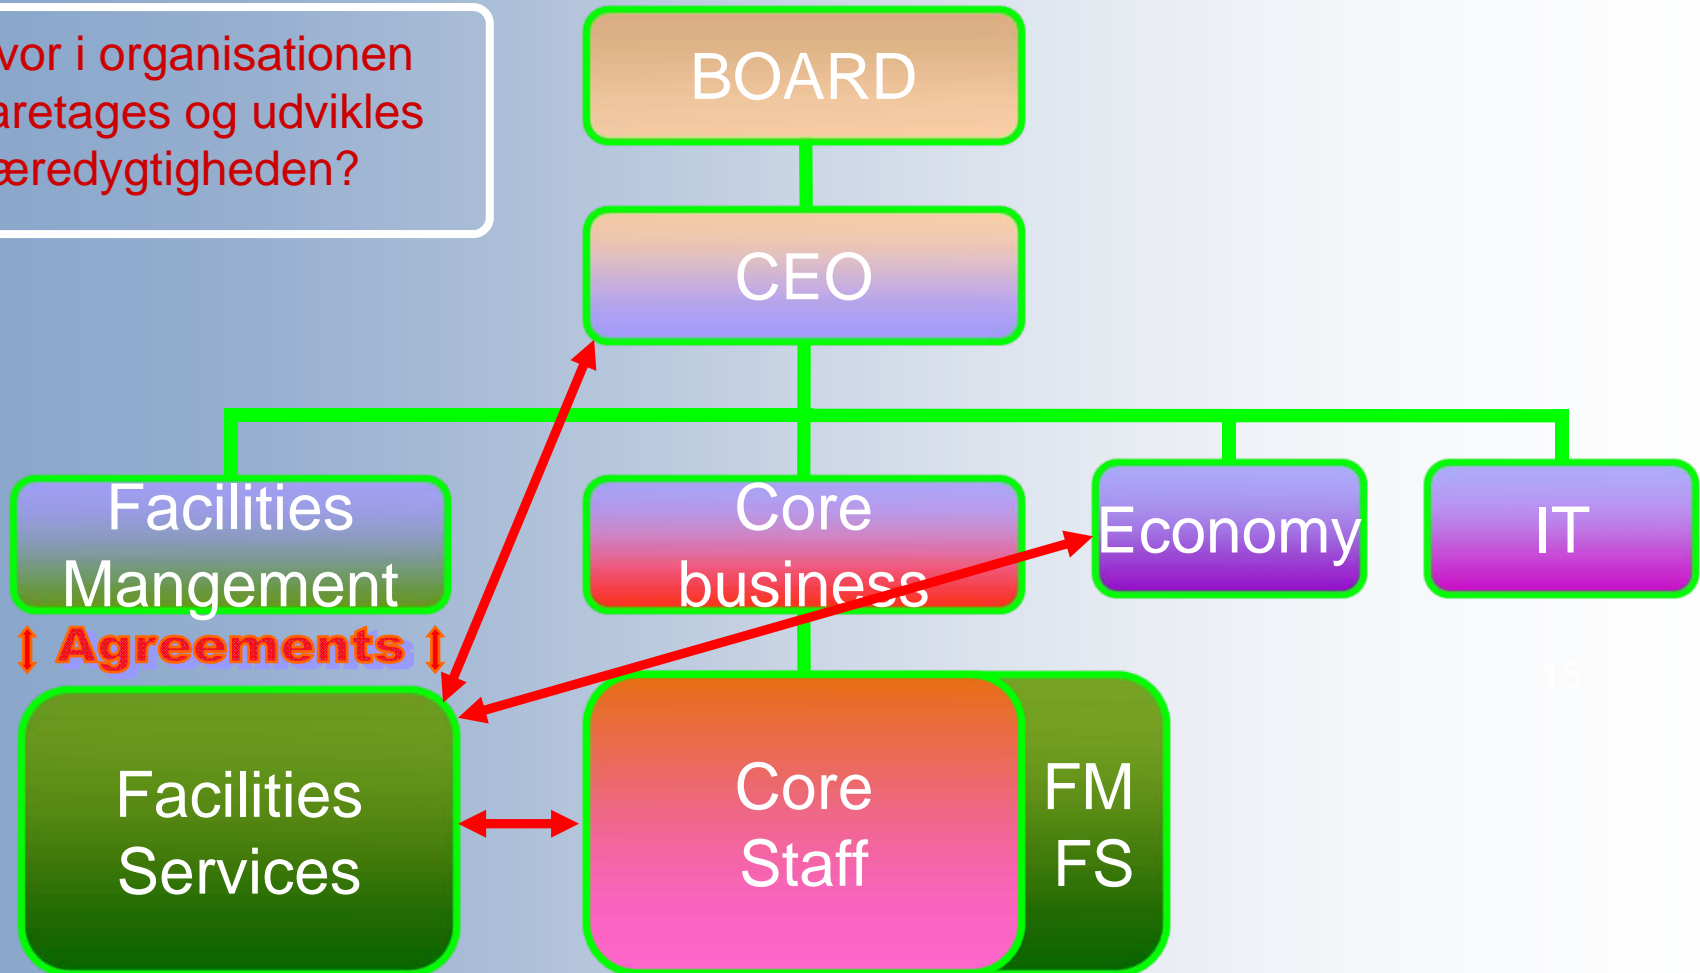 vor i organisationen
aretages og udvikles
æredygtigheden?
BOARD
CEO
Facilities
Mangement
Core
business
Economy
IT
Agreements
15
Facilities
Services
Core
Staff
FM
FS